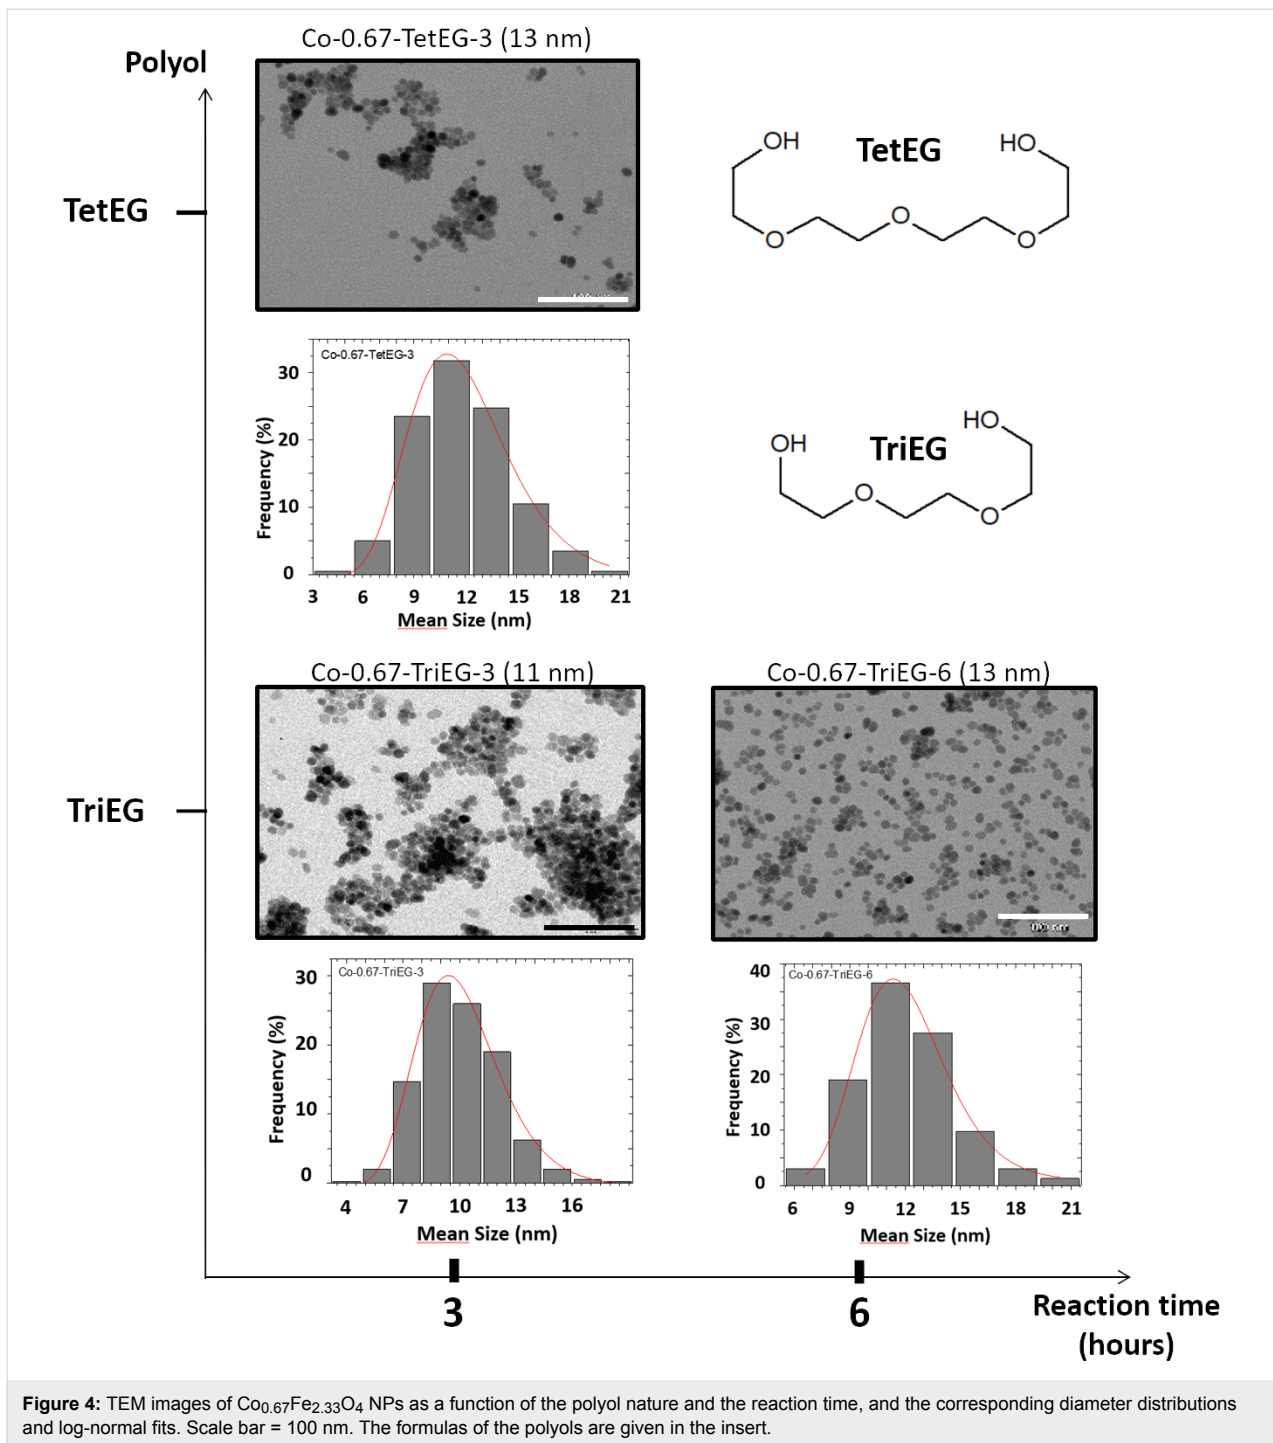 Co-0.67-TetEG-3 (13 nm)
Polyol
TetEG
OH
TetEG
HO
O
O
O
Co-0.67-TetEG-3
30
20
10
0
Frequency (%)
3 6 9 12 15 18 21
Mean Size (nm)
HO
OH
TriEG
O
O
Co-0.67-TriEG-3 (11 nm)
Co-0.67-TriEG-6 (13 nm)
TriEG
100 nm
Co-0.67-TriEG-3
30
20
10
0
Frequency (%)
4 7 10 13 16
Mean Size (nm)
Co-0.67-TriEG-6
40
30
20
10
0
Frequency (%)
6 9 12 15 18 21
Mean Size (nm)
3
6
Reaction time
(hours)
Figure 4: TEM images of Co0.67Fe2.33O4 NPs as a function of the polyol nature and the reaction time, and the corresponding diameter distributions
and log-normal fits. Scale bar = 100 nm. The formulas of the polyols are given in the insert.